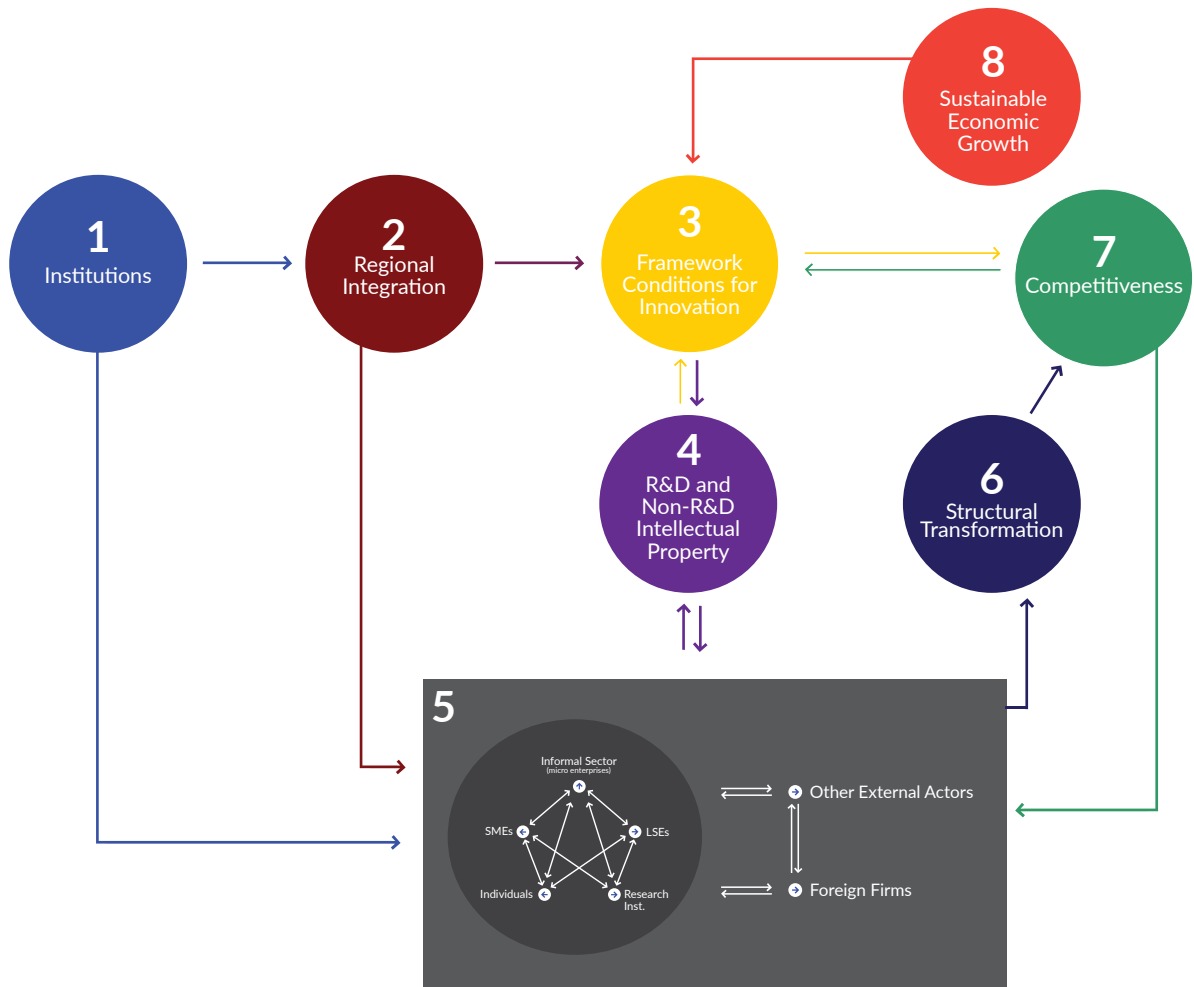 1
Institutions
2
Regional
Integration
3
Framework
Conditions for
Innovation
8
Sustainable
Economic
Growth
7
Competitiveness
4
R&D and
Non-R&D
Intellectual
Property
6
Structural
Transformation
5
Informal Sector
(micro enterprises)
SMEs
LSEs
Individuals
Research
Inst.
Other External Actors
Foreign Firms